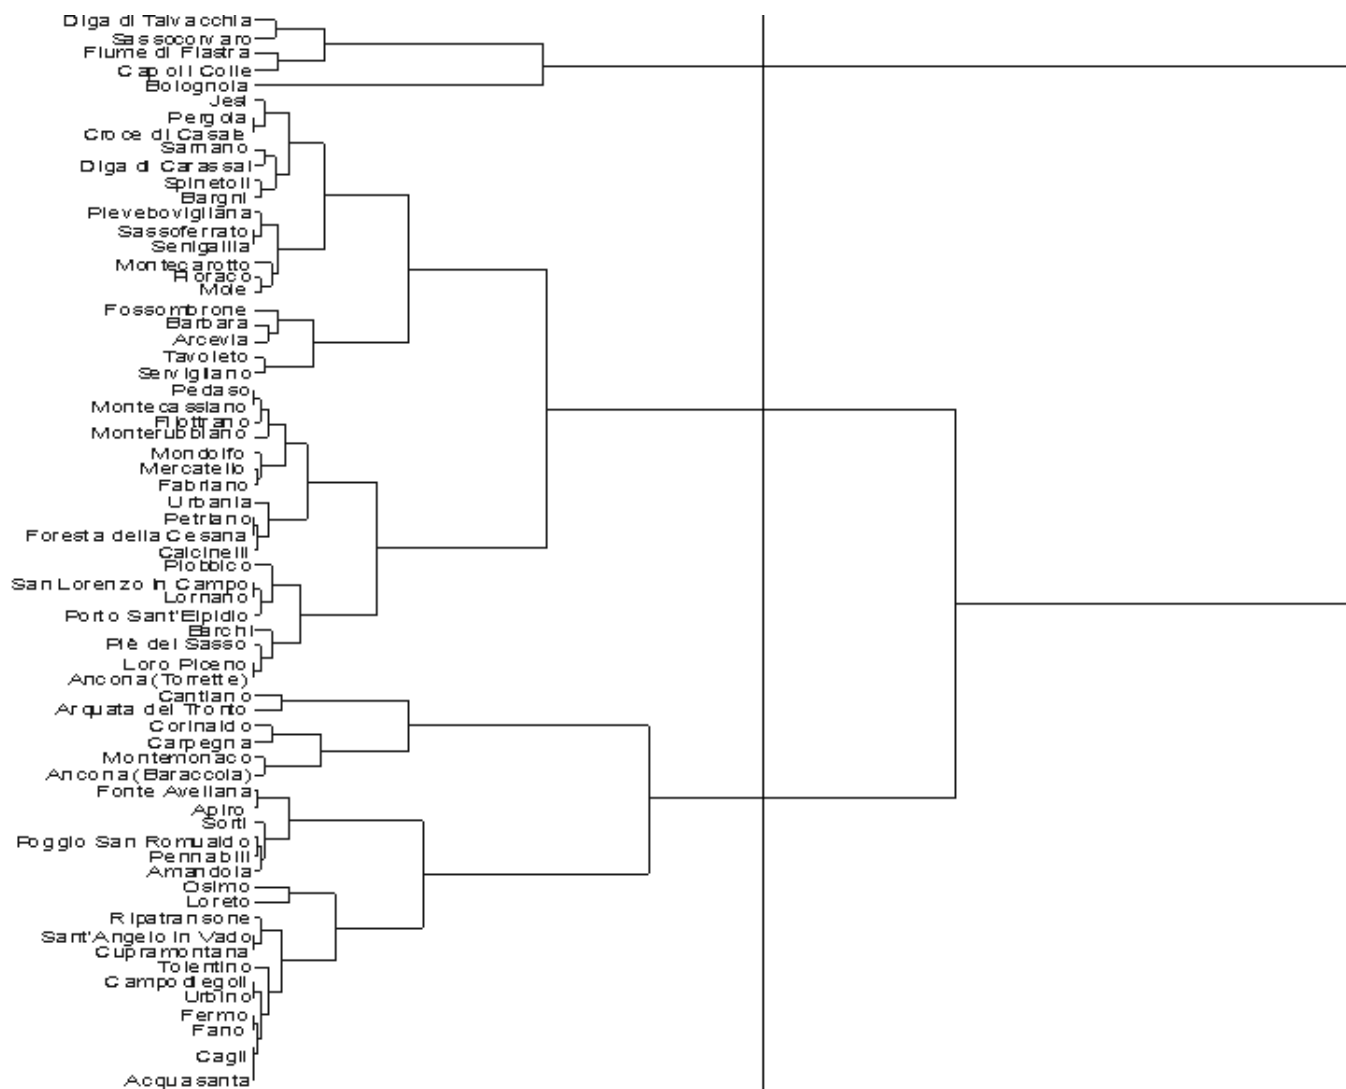 Diga di Talvacchia
Sassocorvaro
Fiume di Fiastra
Capo il Colle
Bolognola
Jesi
Pergola
Croce di Casale
Sarnano
Diga di Carassai
Spinetoli
Bargni
Pievebovigliana
Sassoferrato
Senigallia
Montecarotto
Moie
Fossombrone
Barbara
Arcevia
Tavoleto
Servigliano
Pedaso
Montecassiano
Filottrano
Monterubbiano
Mondolfo
Mercatello
Fabriano
Urbania
Petriano
Foresta della Cesana
Calcinelli
Piobbico
San Lorenzo in Campo
Lornano
Porto Sant'Elpidio
Barchi
Piè del Sasso
Loro Piceno
Ancona (Torrette)
Cantiano
Arquata del Tronto
Corinaldo
Carpegna
Montemonaco
Ancona (Baraccola)
Fonte Avellana
Apiro
Sorti
Poggio San Romualdo
Pennabilli
Amandola
Osimo
Loreto
Ripatransone
Sant'Angelo in Vado
Cupramontana
Tolentino
Campodiegoli
Urbino
Fermo
Fano
Cagli
Acquasanta